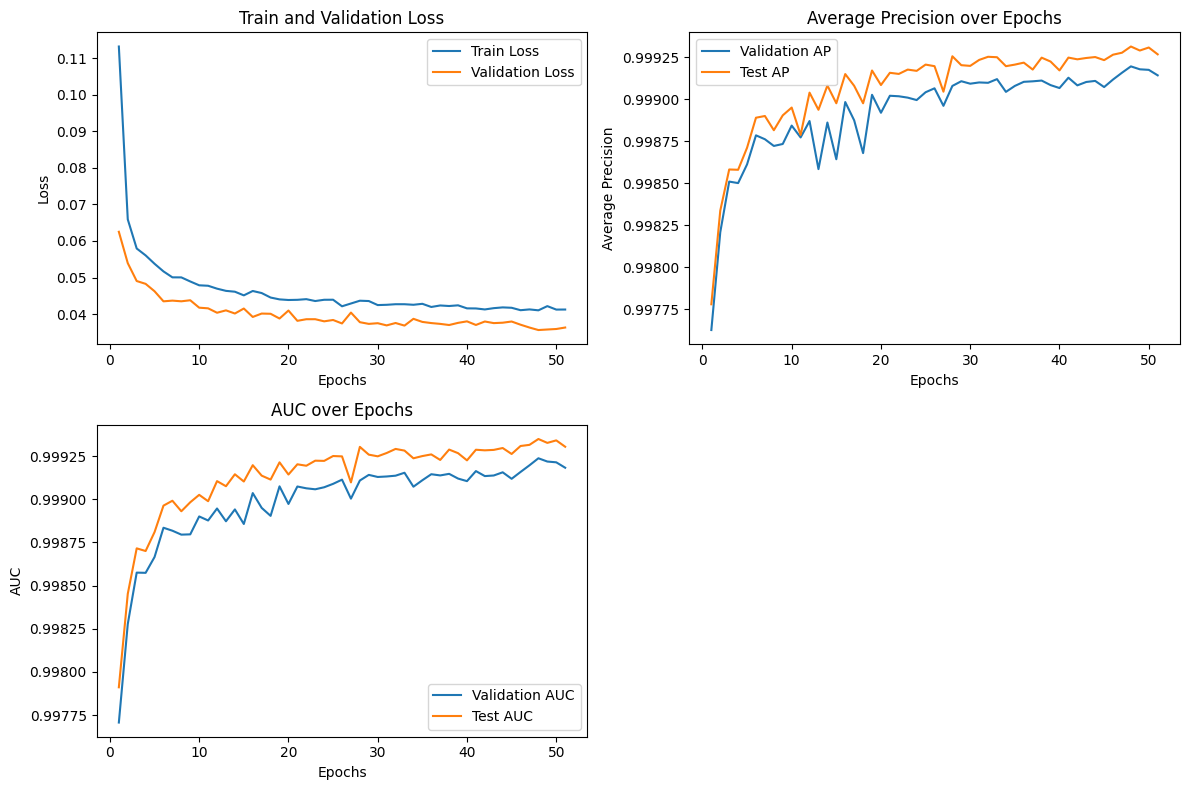 Train and Validation Loss
Train Loss
Validation Loss
0.11
0.10
0.09
0.08
0.07
0.06
0.05
0.04
Loss
0 10 20 30 40 50
Epochs
Average Precision over Epochs
Validation AP
Test AP
0.99925
0.99900
0.99875
0.99850
0.99825
0.99800
0.99775
Average Precision
0 10 20 30 40 50
Epochs
AUC over Epochs
0.99925
0.99900
0.99875
0.99850
0.99825
0.99800
0.99775
AUC
Validation AUC
Test AUC
0 10 20 30 40 50
Epochs